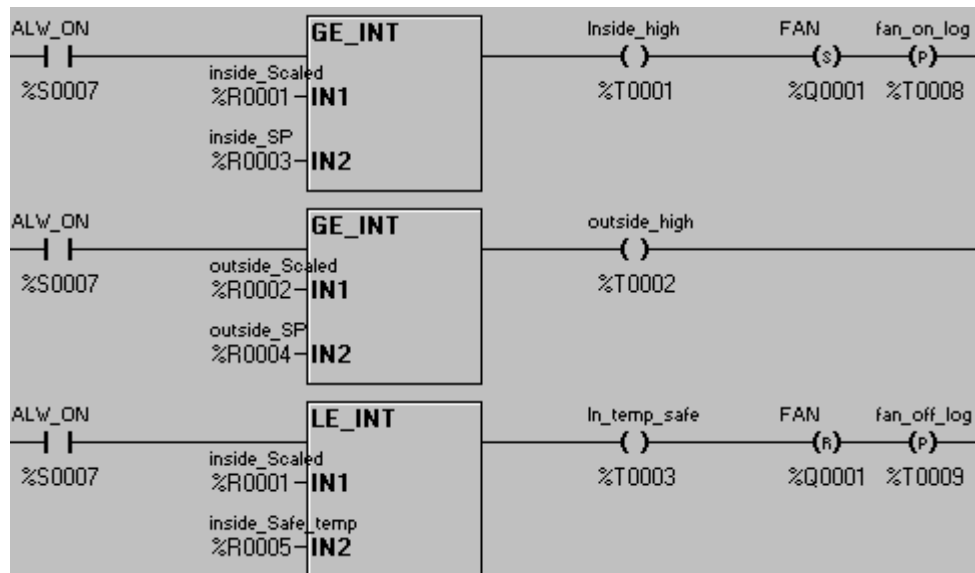 ALW_ON GE_INT Inside_high FAN fan_on_log
(S) (P)
%S0007 inside_Scaled %T0001 %Q0001 %T0008
%R0001 IN1
inside_SP
%R0003 IN2
ALW_ON GE_INT outside_high
%S0007 outside_Scaled %T0002
%R0002 IN1
outside_SP
%R0004 IN2
ALW_ON LE_INT In_temp_safe FAN fan_off_log
(R) (P)
%S0007 inside_Scaled %T0003 %Q0001 %T0009
%R0001 IN1
inside_Safe_temp
%R0005 IN2